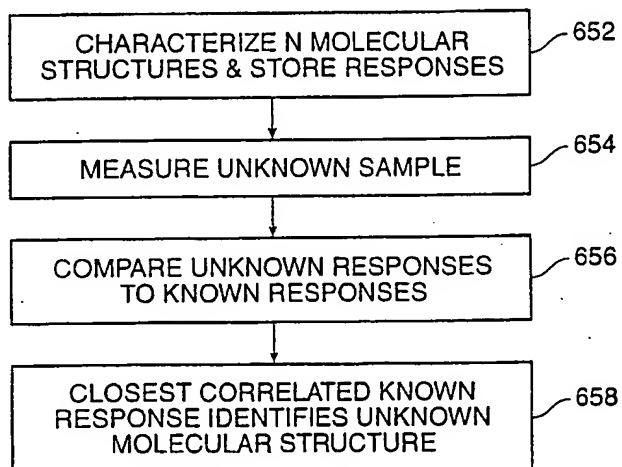 CHARACTERIZE N MOLECULAR
STRUCTURES & STORE RESPONSES
652
MEASURE UNKNOWN SAMPLE
654
COMPARE UNKNOWN RESPONSES
TO KNOWN RESPONSES
656
CLOSEST CORRELATED KNOWN
RESPONSE IDENTIFIES UNKNOWN
MOLECULAR STRUCTURE
658